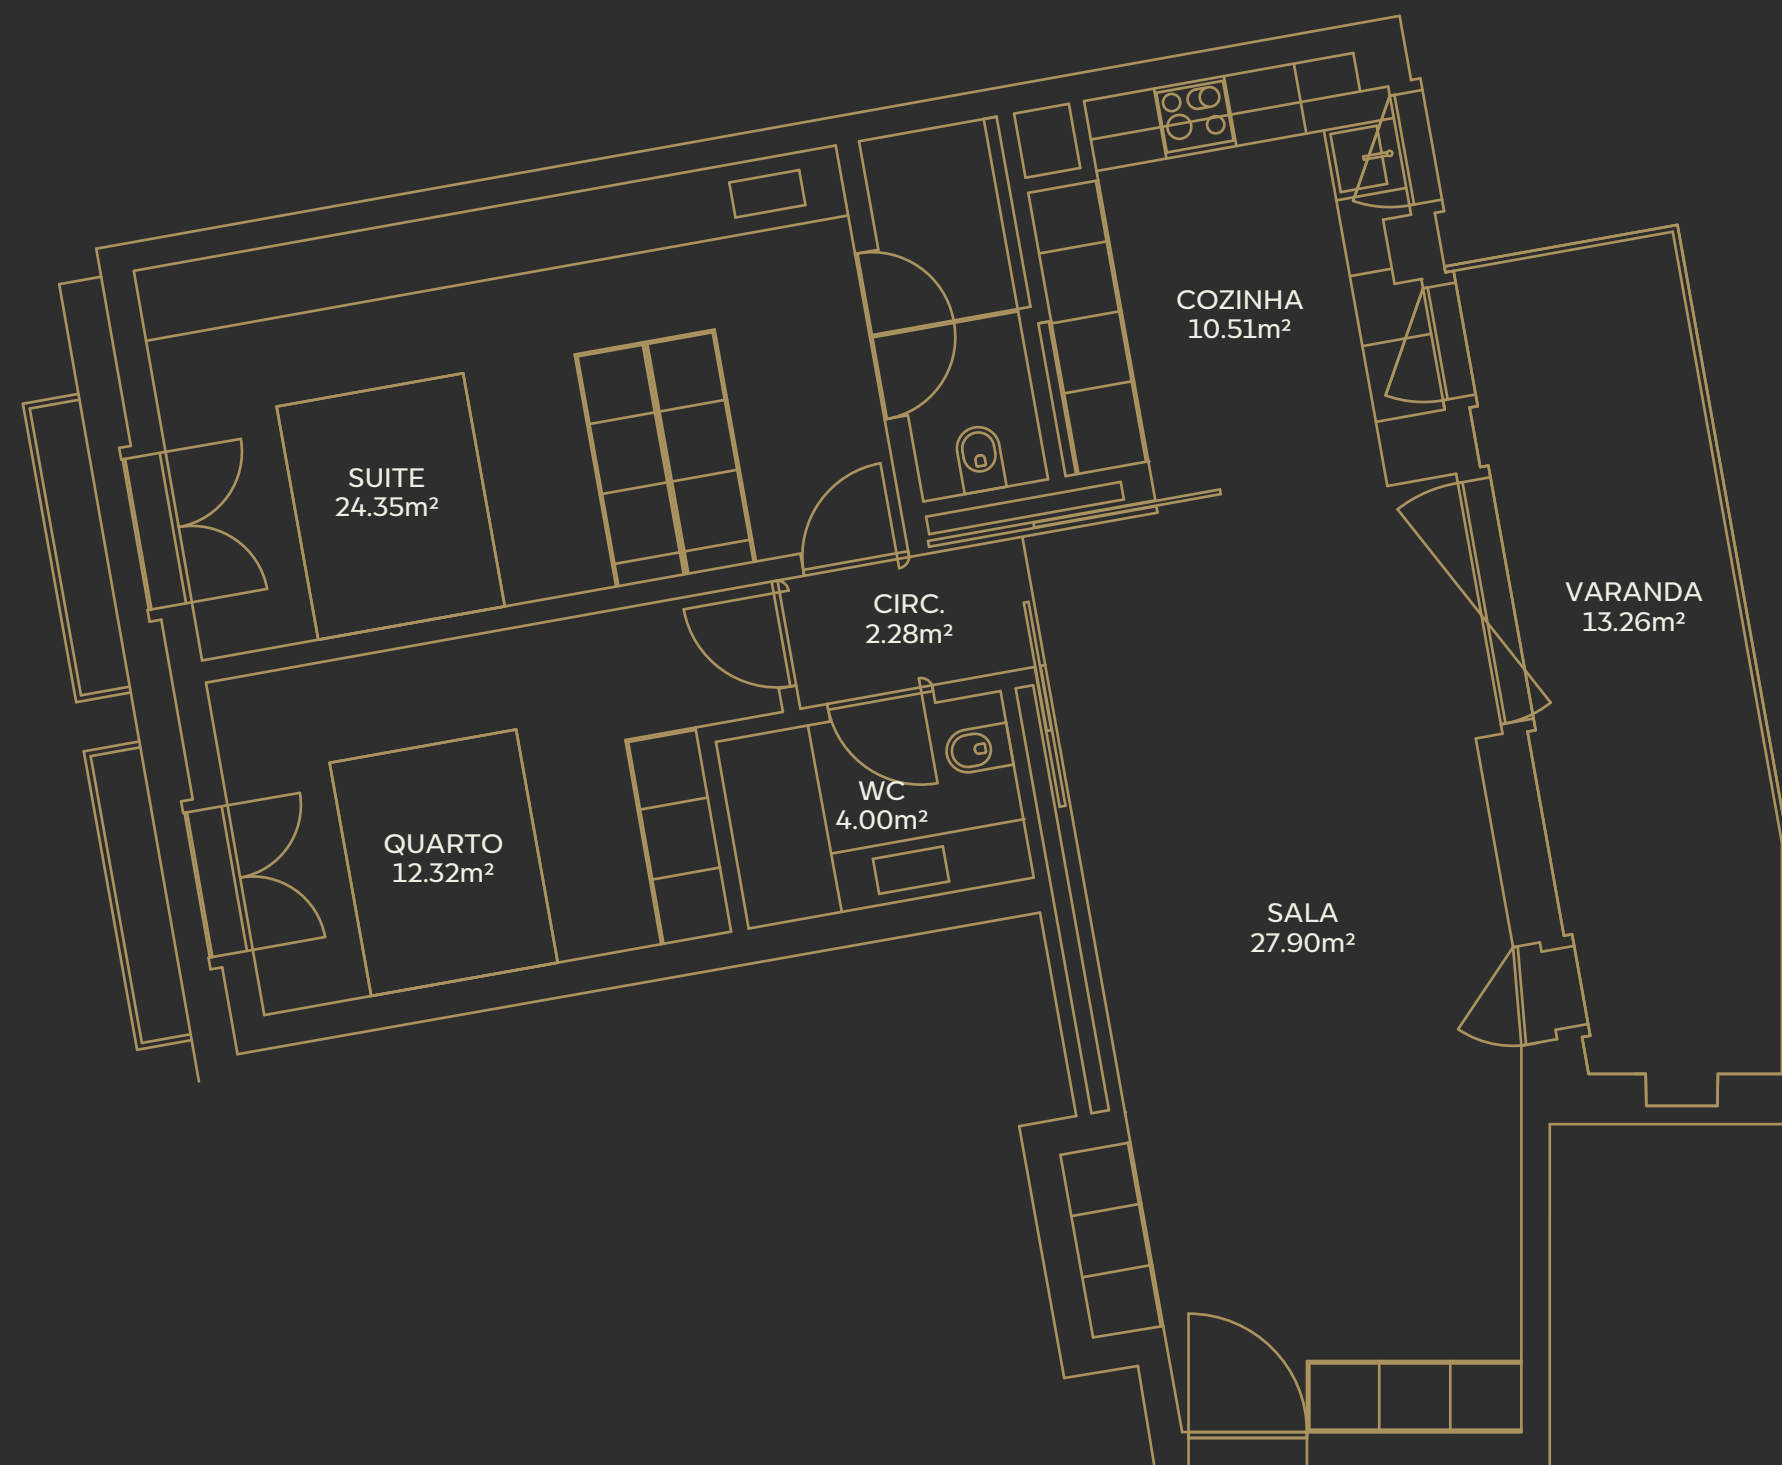 COZINHA
10.51m²
SUITE
24.35m²
CIRC.
2.28m²
VARANDA
13.26m²
WC
4.00m²
QUARTO
12.32m²
SALA
27.90m²